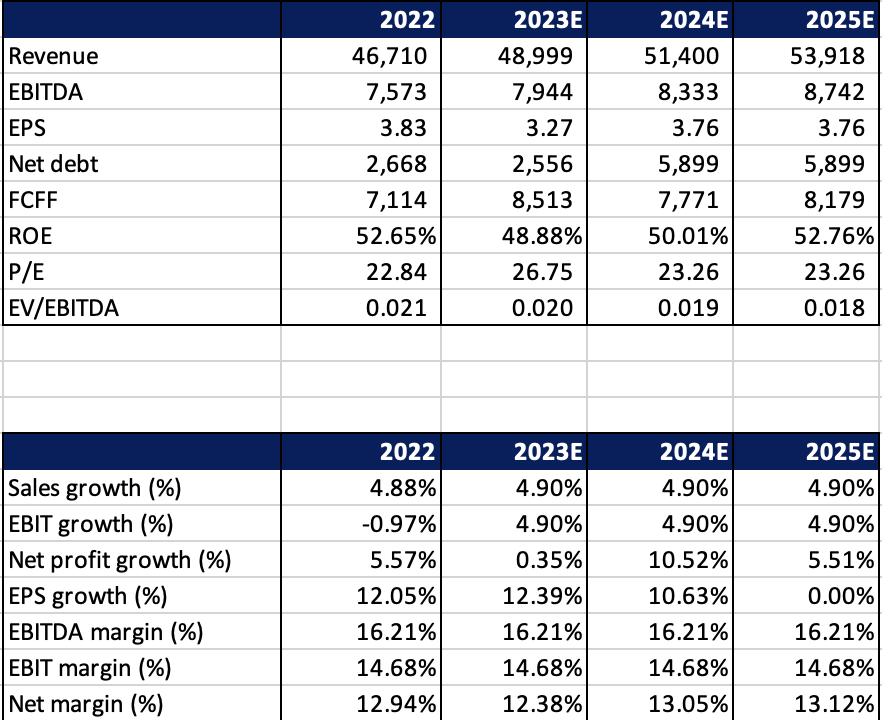 2022 2023E 2024E 2025E
Revenue 46,710 48,999 51,400 53,918
EBITDA 7,573 7,944 8,333 8,742
EPS 3.83 3.27 3.76 3.76
Net debt 2,668 2,556 5,899 5,899
FCFF 7,114 8,513 7,771 8,179
ROE 52.65% 48.88% 50.01% 52.76%
P/E 22.84 26.75 23.26 23.26
EV/EBITDA 0.021 0.020 0.019 0.018
2022 2023E 2024E 2025E
Sales growth (%) 4.88% 4.90% 4.90% 4.90%
EBIT growth (%) -0.97% 4.90% 4.90% 4.90%
Net profit growth (%) 5.57% 0.35% 10.52% 5.51%
EPS growth (%) 12.05% 12.39% 10.63% 0.00%
EBITDA margin (%) 16.21% 16.21% 16.21% 16.21%
EBIT margin (%) 14.68% 14.68% 14.68% 14.68%
Net margin (%) 12.94% 12.38% 13.05% 13.12%